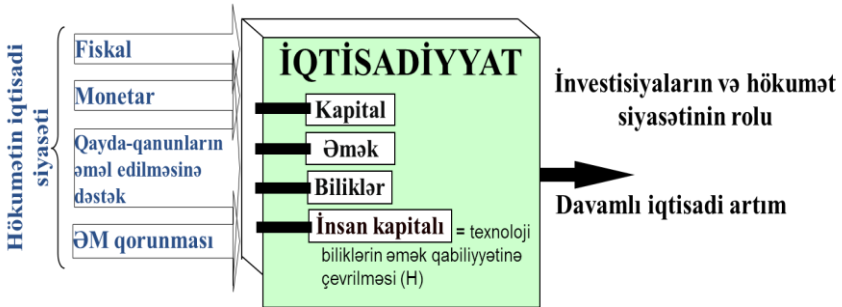 Hökumətin iqtisadi
siyasəti
Fiskal
Monetar
Qayda-qanunların
əməl edilməsinə
dəstək
ƏM qorunması
İQTİSADİYYAT
Kapital
Əmək
Biliklər
İnsan kapitalı = texnoloji
biliklərin əmək qabiliyyətinə
çevrilməsi (H)
İnvestisiyaların və hökumət
siyasətinin rolu
Davamlı iqtisadi artım